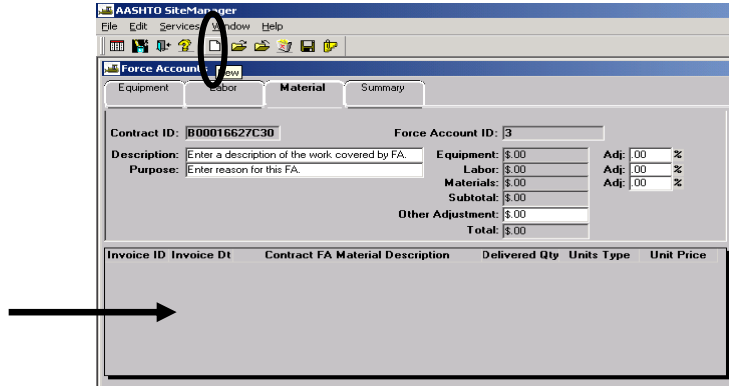 AASHTO SiteManager
File Edit Services Window Help
Force Accounts New
Equipment Labor Material Summary
Contract ID: B00016627C30 Force Account ID: 3
Description: Enter a description of the work covered by FA. Equipment: $.00 Adj: .00 %
Purpose: Enter reason for this FA. Labor: $.00 Adj: .00 %
Materials: $.00 Adj: .00 %
Subtotal: $.00
Other Adjustment: $.00
Total: $.00
Invoice ID Invoice Dt Contract FA Material Description Delivered Qty Units Type Unit Price